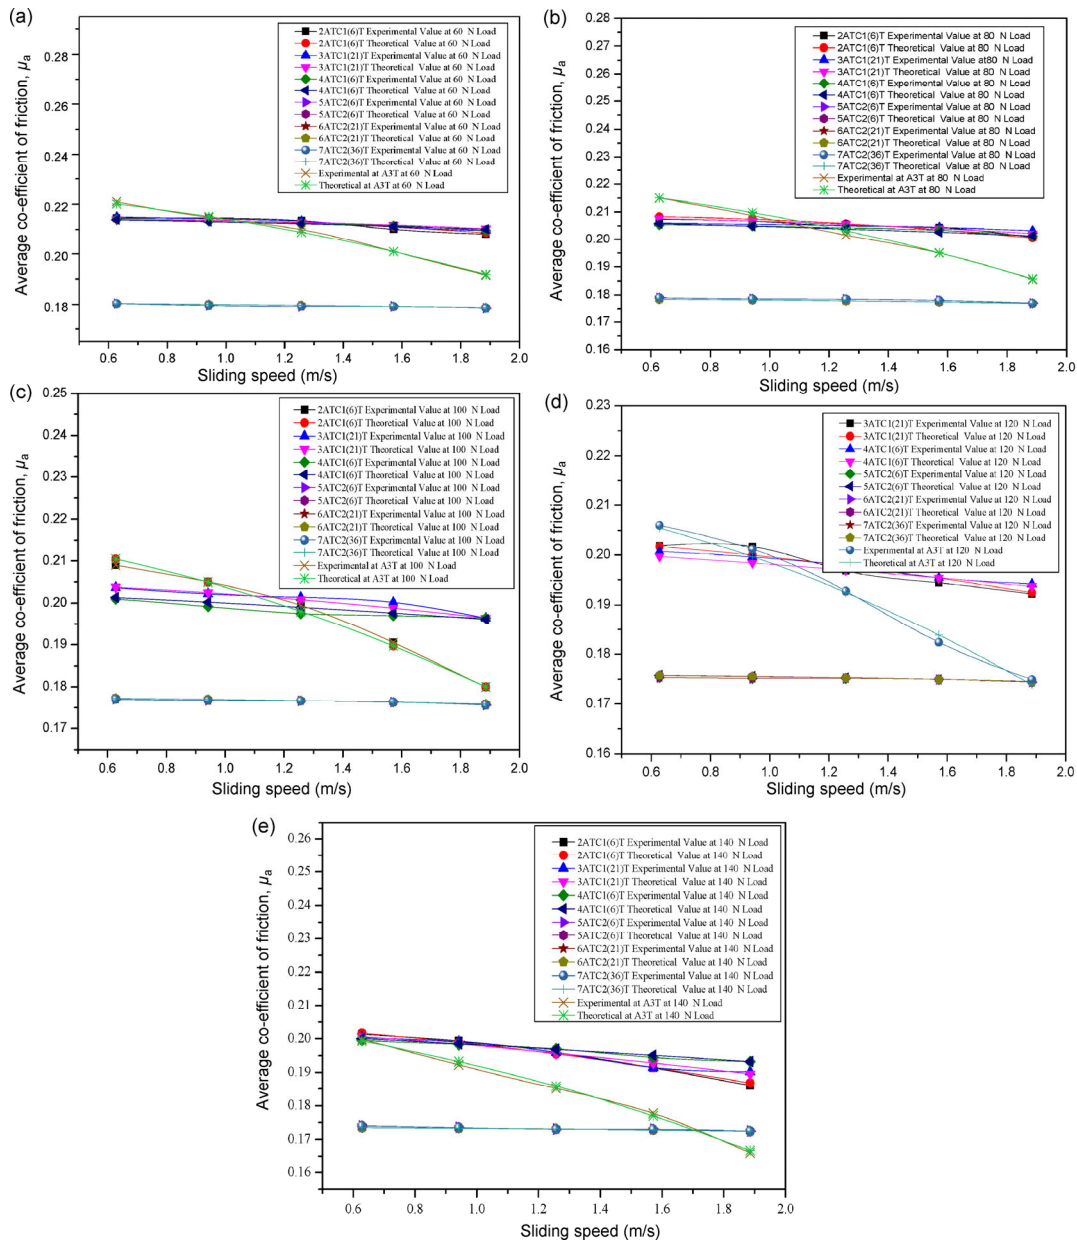 (a)
Average co-efficient of friction, μa
0.28
0.26
0.24
0.22
0.20
0.18
2ATC1(6)T Experimental Value at 60 N Load
2ATC1(6)T Theoretical Value at 60 N Load
3ATC1(21)T Experimental Value at 60 N Load
3ATC1(21)T Theoretical Value at 60 N Load
4ATC1(6)T Experimental Value at 60 N Load
4ATC1(6)T Theoretical Value at 60 N Load
5ATC2(6)T Experimental Value at 60 N Load
5ATC2(6)T Theoretical Value at 60 N Load
6ATC2(21)T Experimental Value at 60 N Load
6ATC2(21)T Theoretical Value at 60 N Load
7ATC2(36)T Experimental Value at 60 N Load
7ATC2(36)T Theoretical Value at 60 N Load
Experimental at A3T at 60 N Load
Theoretical at A3T at 60 N Load
0.6 0.8 1.0 1.2 1.4 1.6 1.8 2.0
Sliding speed (m/s)
(b)
Average co-efficient of friction, μa
0.28
0.27
0.26
0.25
0.24
0.23
0.22
0.21
0.20
0.19
0.18
0.17
0.16
2ATC1(6)T Experimental Value at 80 N Load
2ATC1(6)T Theoretical Value at 80 N Load
3ATC1(21)T Experimental Value at80 N Load
3ATC1(21)T Theoretical Value at 80 N Load
4ATC1(6)T Experimental Value at 80 N Load
4ATC1(6)T Theoretical Value at 80 N Load
5ATC2(6)T Experimental Value at 80 N Load
5ATC2(6)T Theoretical Value at 80 N Load
6ATC2(21)T Experimental Value at 80 N Load
6ATC2(21)T Theoretical Value at 80 N Load
7ATC2(36)T Experimental Value at 80 N Load
7ATC2(36)T Theoretical Value at 80 N Load
Experimental at A3T at 80 N Load
Theoretical at A3T at 80 N Load
0.6 0.8 1.0 1.2 1.4 1.6 1.8 2.0
Sliding speed (m/s)
(c)
Average co-efficient of friction, μa
0.25
0.24
0.23
0.22
0.21
0.20
0.19
0.18
0.17
2ATC1(6)T Experimental Value at 100 N Load
2ATC1(6)T Theoretical Value at 100 N Load
3ATC1(21)T Experimental Value at 100 N Load
3ATC1(21)T Theoretical Value at 100 N Load
4ATC1(6)T Experimental Value at 100 N Load
4ATC1(6)T Theoretical Value at 100 N Load
5ATC2(6)T Experimental Value at 100 N Load
5ATC2(6)T Theoretical Value at 100 N Load
6ATC2(21)T Experimental Value at 100 N Load
6ATC2(21)T Theoretical Value at 100 N Load
7ATC2(36)T Experimental Value at 100 N Load
7ATC2(36)T Theoretical Value at 100 N Load
Experimental at A3T at 100 N Load
Theoretical at A3T at 100 N Load
0.6 0.8 1.0 1.2 1.4 1.6 1.8 2.0
Sliding speed (m/s)
(d)
Average co-efficient of friction, μa
0.23
0.22
0.21
0.20
0.19
0.18
0.17
0.16
3ATC1(21)T Experimental Value at 120 N Load
3ATC1(21)T Theoretical Value at 120 N Load
4ATC1(6)T Experimental Value at 120 N Load
4ATC1(6)T Theoretical Value at 120 N Load
5ATC2(6)T Experimental Value at 120 N Load
5ATC2(6)T Theoretical Value at 120 N Load
6ATC2(21)T Experimental Value at 120 N Load
6ATC2(21)T Theoretical Value at 120 N Load
7ATC2(36)T Experimental Value at 120 N Load
7ATC2(36)T Theoretical Value at 120 N Load
Experimental at A3T at 120 N Load
Theoretical at A3T at 120 N Load
0.6 0.8 1.0 1.2 1.4 1.6 1.8 2.0
Sliding speed (m/s)
(e)
Average co-efficient of friction, μa
0.26
0.25
0.24
0.23
0.22
0.21
0.20
0.19
0.18
0.17
0.16
2ATC1(6)T Experimental Value at 140 N Load
2ATC1(6)T Theoretical Value at 140 N Load
3ATC1(21)T Experimental Value at 140 N Load
3ATC1(21)T Theoretical Value at 140 N Load
4ATC1(6)T Experimental Value at 140 N Load
4ATC1(6)T Theoretical Value at 140 N Load
5ATC2(6)T Experimental Value at 140 N Load
5ATC2(6)T Theoretical Value at 140 N Load
6ATC2(21)T Experimental Value at 140 N Load
6ATC2(21)T Theoretical Value at 140 N Load
7ATC2(36)T Experimental Value at 140 N Load
7ATC2(36)T Theoretical Value at 140 N Load
Experimental at A3T at 140 N Load
Theoretical at A3T at 140 N Load
0.6 0.8 1.0 1.2 1.4 1.6 1.8 2.0
Sliding speed (m/s)